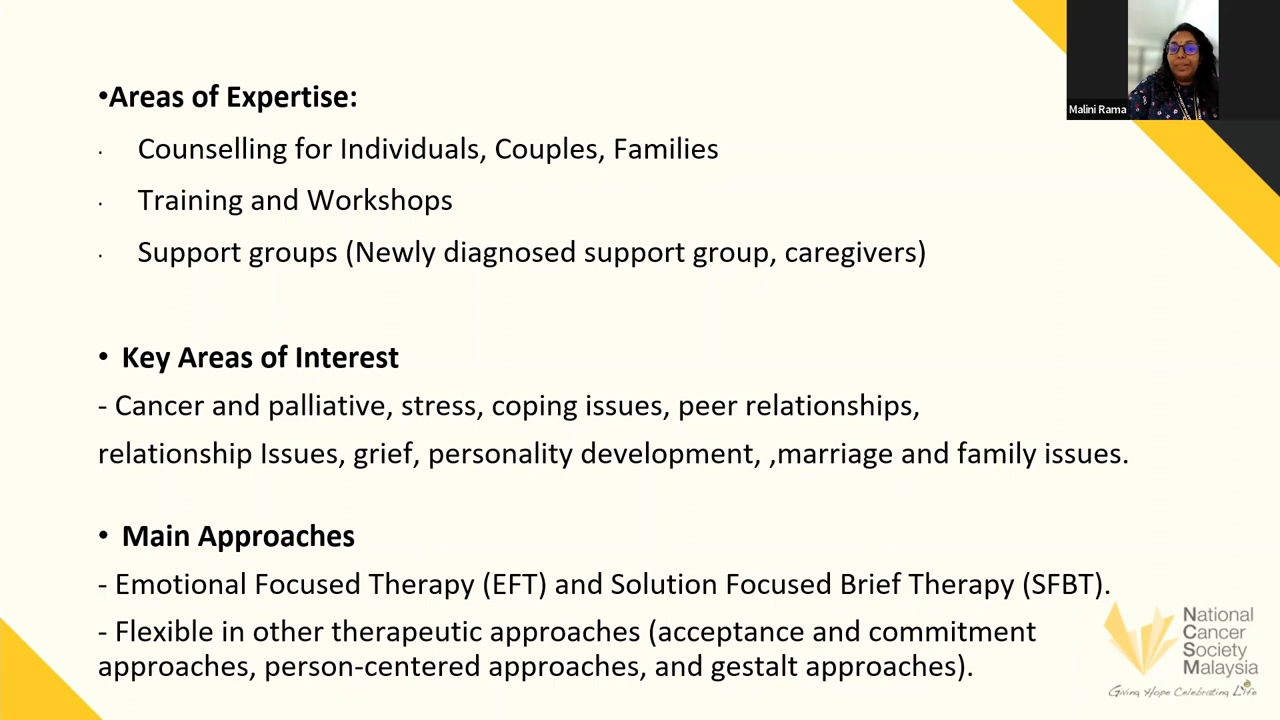 •Areas of Expertise:
· Counselling for Individuals, Couples, Families
· Training and Workshops
· Support groups (Newly diagnosed support group, caregivers)
• Key Areas of Interest
- Cancer and palliative, stress, coping issues, peer relationships,
relationship Issues, grief, personality development, ,marriage and family issues.
• Main Approaches
- Emotional Focused Therapy (EFT) and Solution Focused Brief Therapy (SFBT).
- Flexible in other therapeutic approaches (acceptance and commitment
approaches, person-centered approaches, and gestalt approaches).
Malini Rama
National
Cancer
Society
Malaysia
Giving Hope Celebrating Life